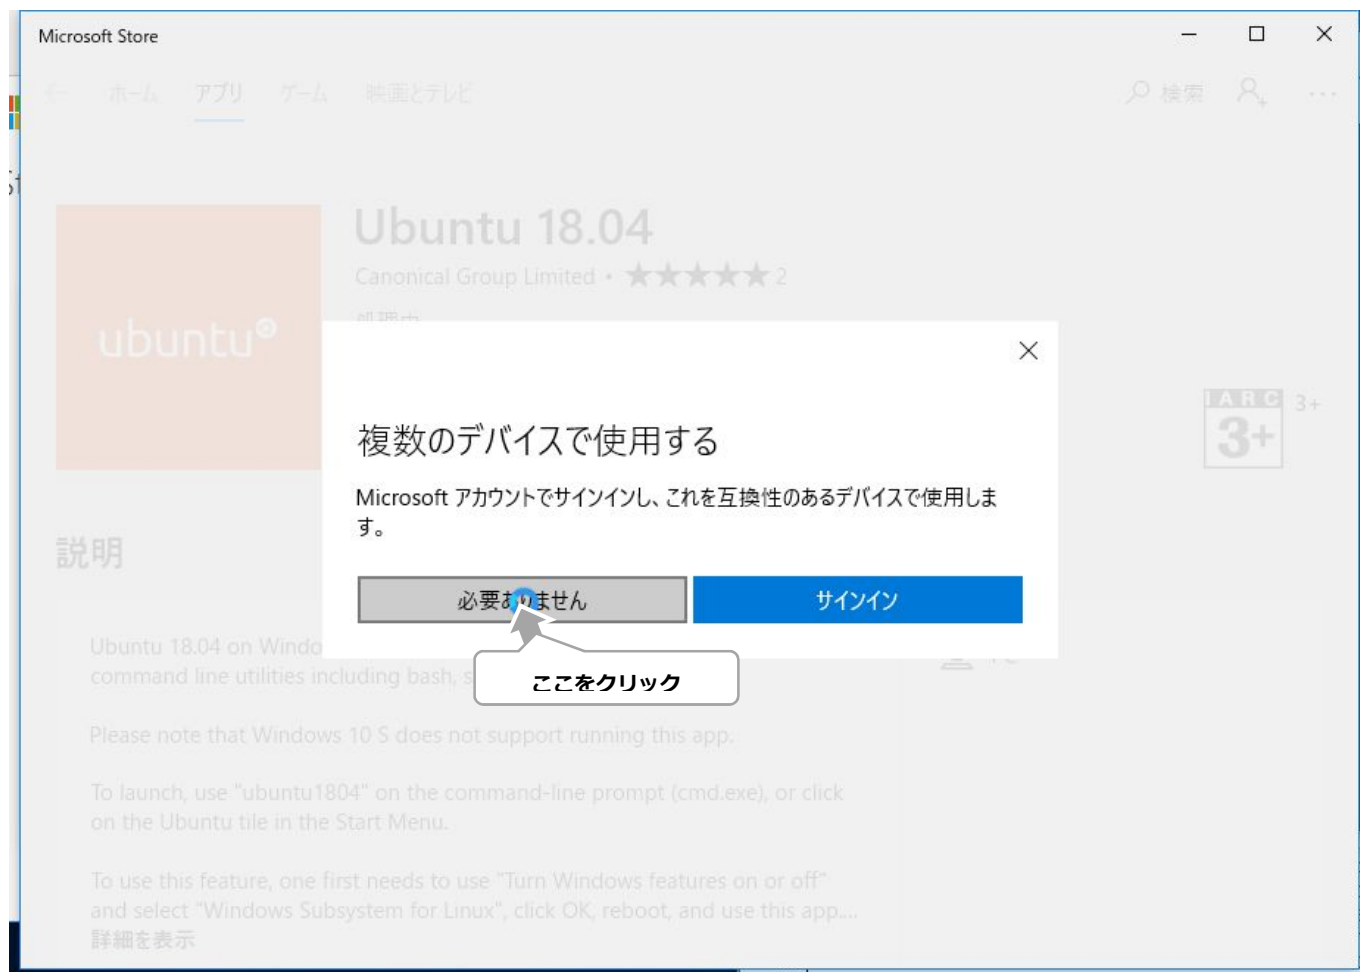 Microsoft Store
ホーム アプリ ゲーム 映画とテレビ
検索
Ubuntu 18.04
Canonical Group Limited • ★★★★★ 2
処理中
ubuntu
IARC
3+
3+
複数のデバイスで使用する
Microsoft アカウントでサインインし、これを互換性のあるデバイスで使用しま
す。
必要ありません
サインイン
ここをクリック
説明
Ubuntu 18.04 on Windo
command line utilities including bash, s
Please note that Windows 10 S does not support running this app.
To launch, use "ubuntu1804" on the command-line prompt (cmd.exe), or click
on the Ubuntu tile in the Start Menu.
To use this feature, one first needs to use "Turn Windows features on or off"
and select "Windows Subsystem for Linux", click OK, reboot, and use this app....
詳細を表示